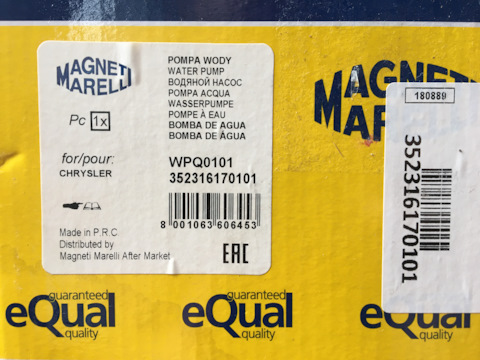 MAGNETI
MARELLI
Pc 1x
for/pour:
CHRYSLER
Made in P.R.C.
Distributed by
Magneti Marelli After Market
POMPA WODY
WATER PUMP
ВОДЯНОЙ НАСОС
POMPA ACQUA
WASSERPUMPE
POMPE À EAU
BOMBA DE AGUA
BOMBA DE ÁGUA
WPQ0101
352316170101
8 001063 606453
EAC
MAGNETI
MAR
180889
352316170101
guaranteed
eQual
quality
guaranteed
eQual
quality
guaranteed
eQual
quality